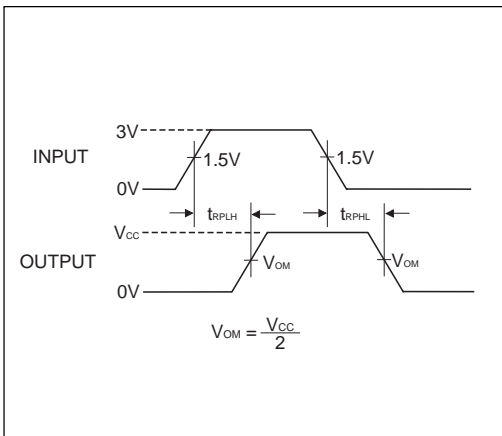 3V
INPUT
1.5V
1.5V
0V
tRPLH
tRPHL
VCC
OUTPUT
VOM
VOM
0V
VOM = VCC
2